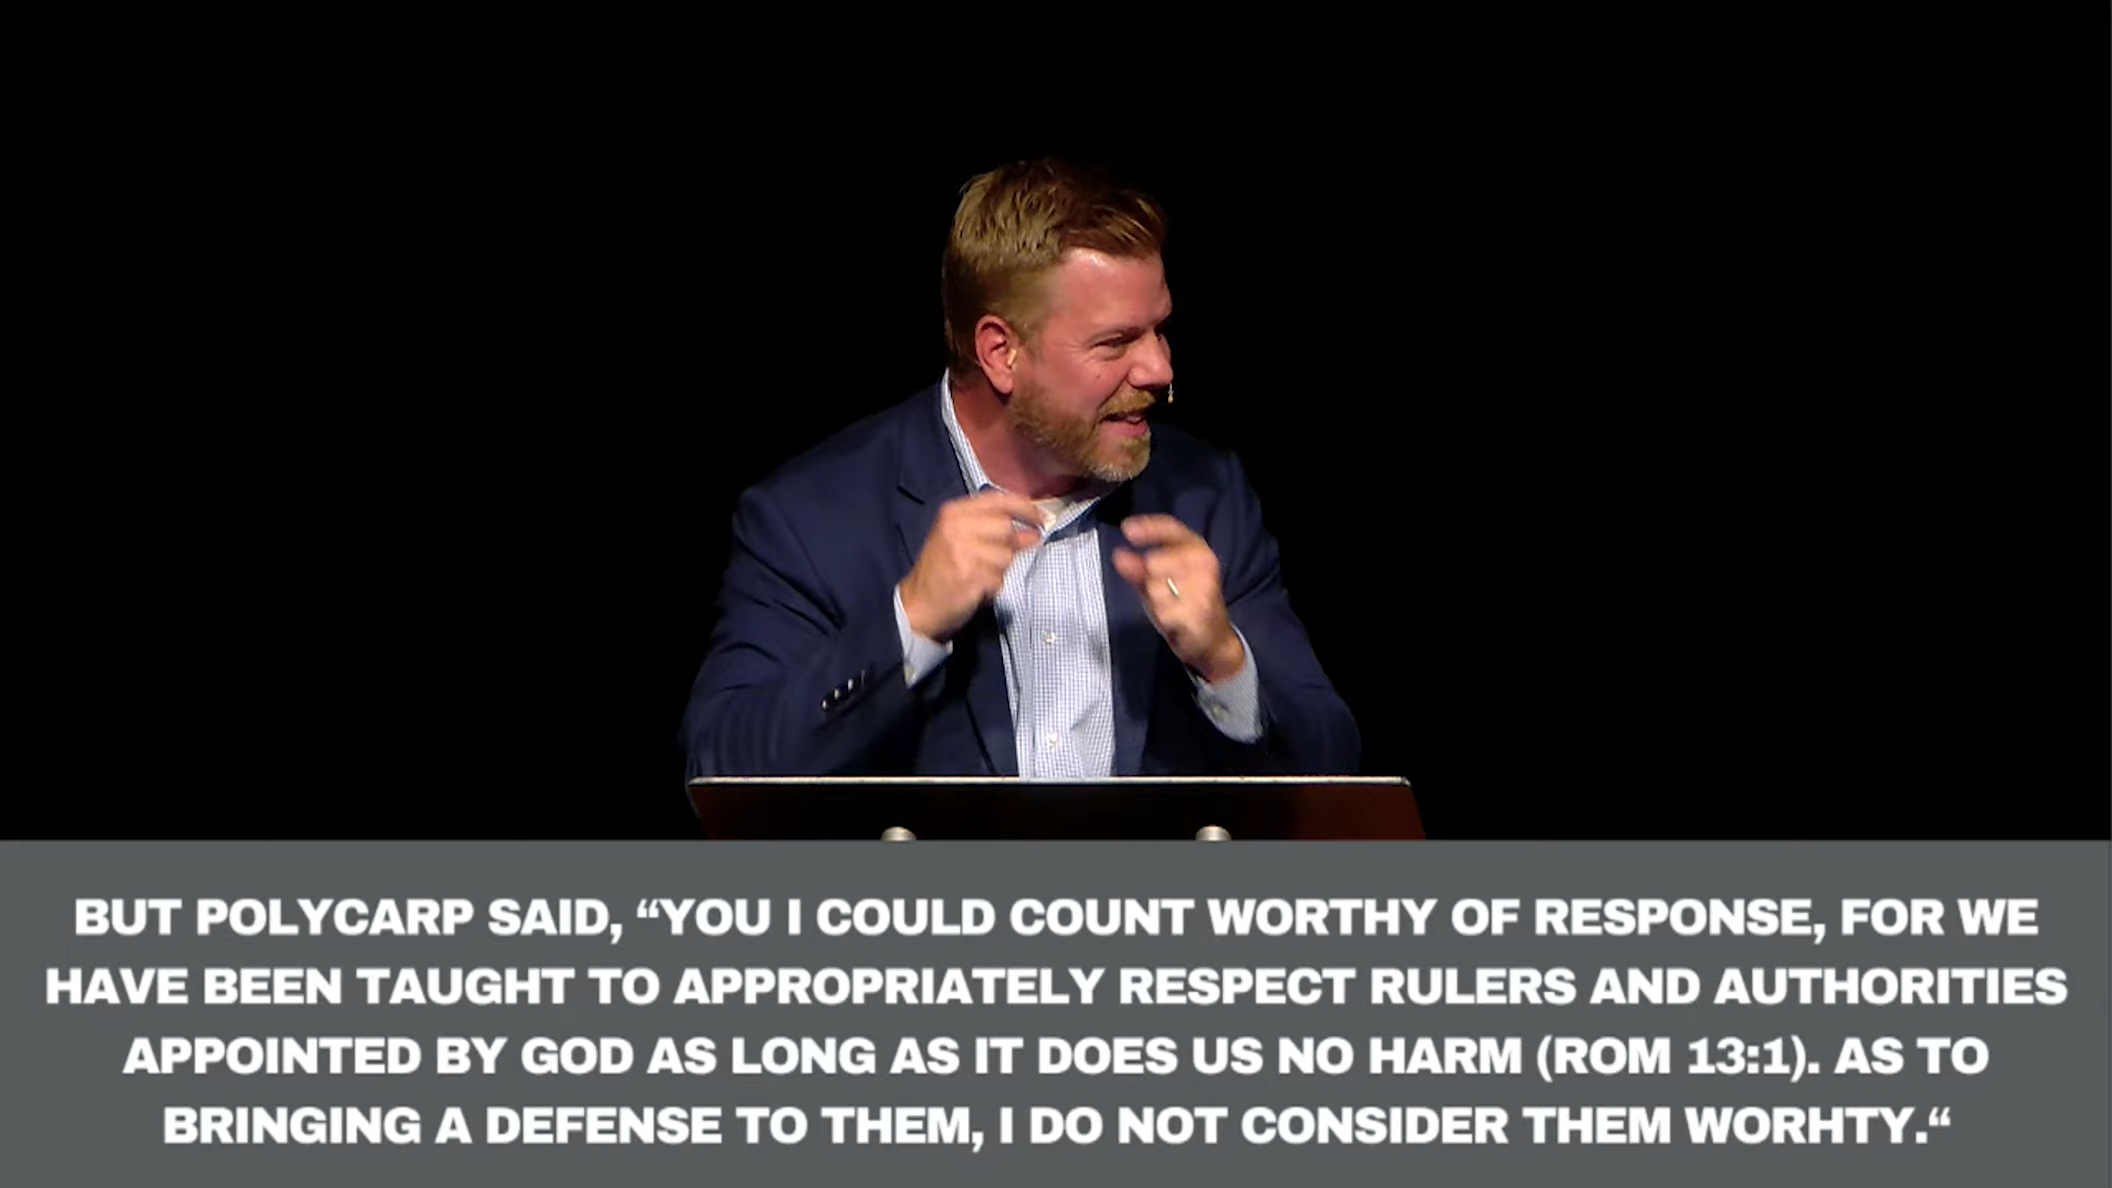 BUT POLYCARP SAID, “YOU I COULD COUNT WORTHY OF RESPONSE, FOR WE
HAVE BEEN TAUGHT TO APPROPRIATELY RESPECT RULERS AND AUTHORITIES
APPOINTED BY GOD AS LONG AS IT DOES US NO HARM (ROM 13:1). AS TO
BRINGING A DEFENSE TO THEM, I DO NOT CONSIDER THEM WORHTY.“